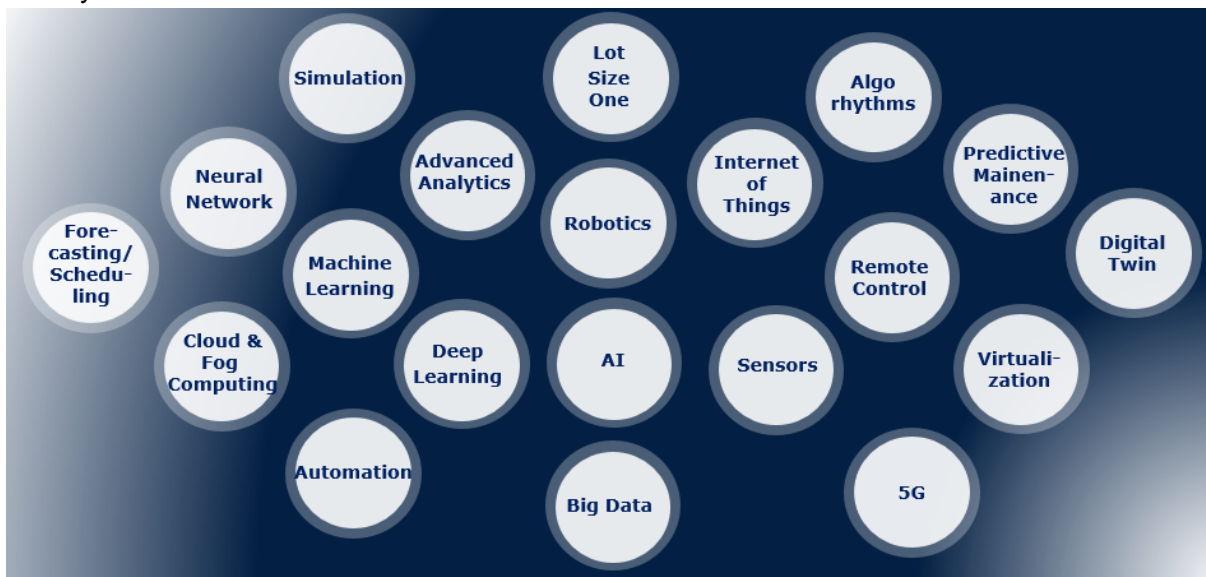 Simulation
Lot
Size
One
Algo
rhythms
Neural
Network
Advanced
Analytics
Internet
of
Things
Predictive
Mainen-
ance
Fore-
casting/
Schedu-
ling
Machine
Learning
Robotics
Remote
Control
Digital
Twin
Cloud &
Fog
Computing
Deep
Learning
AI
Sensors
Virtuali-
zation
Automation
Big Data
5G